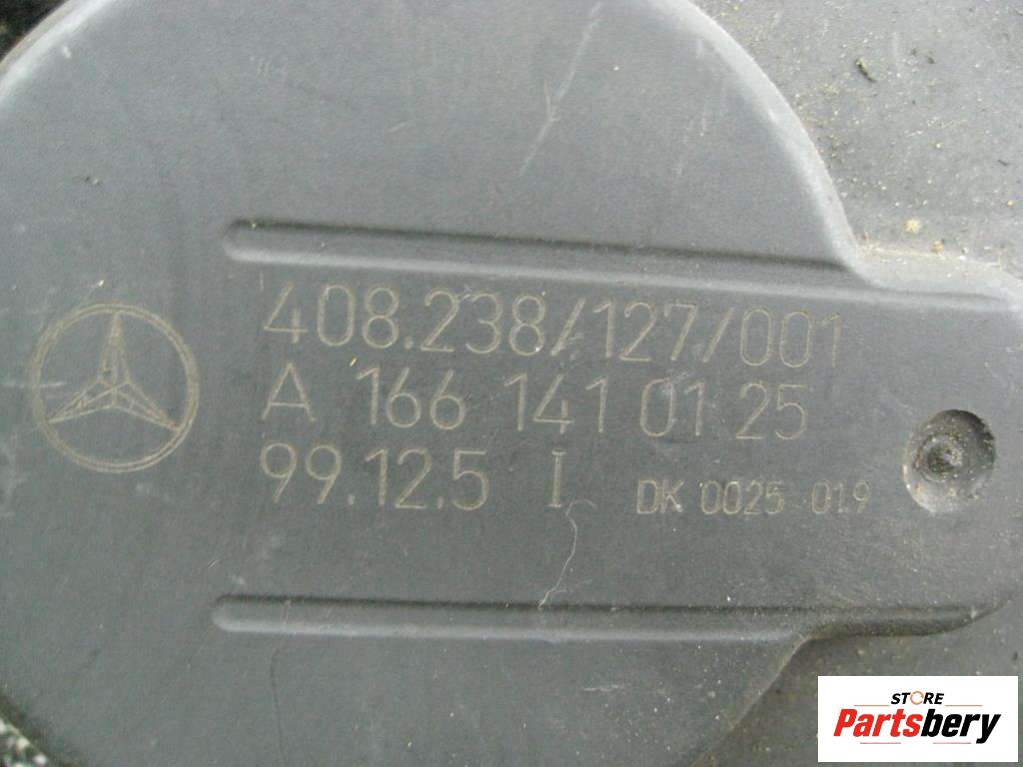 408.238/127/001
A 166 141 01 25
99.12.5 I DK 0025 019
STORE
Partsbery